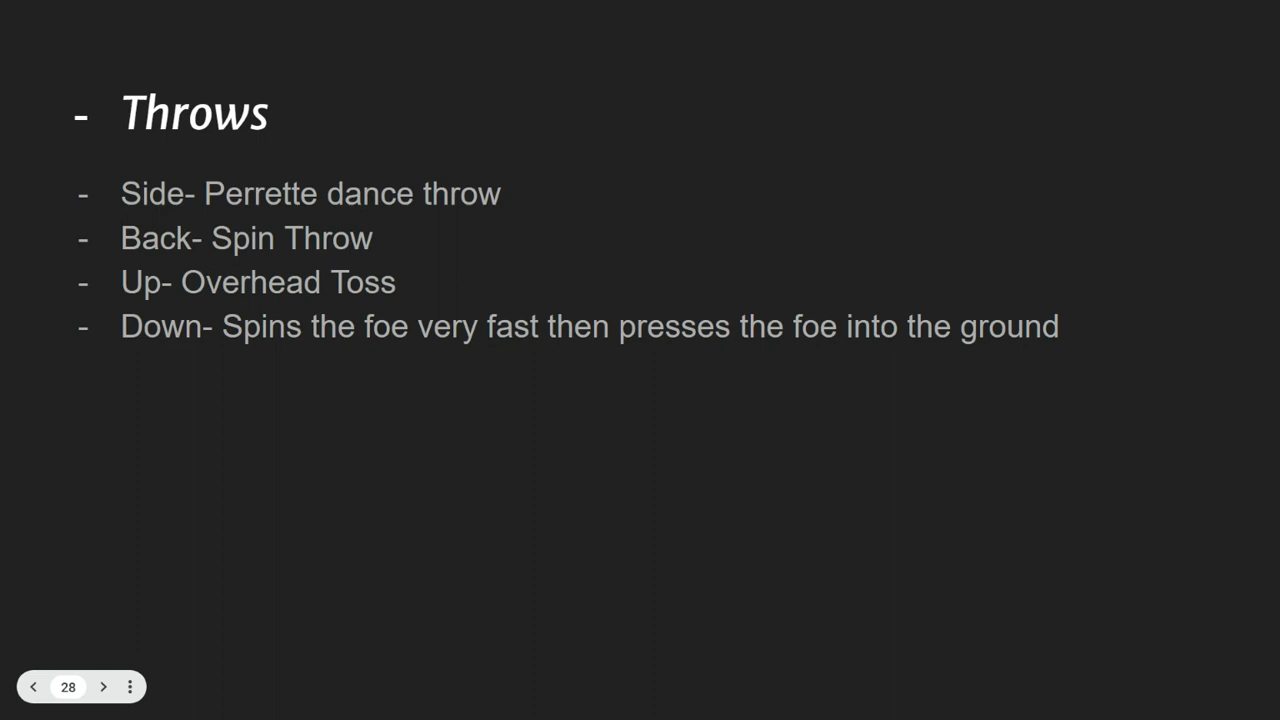 - Throws
- Side- Perrette dance throw
- Back- Spin Throw
- Up- Overhead Toss
- Down- Spins the foe very fast then presses the foe into the ground
28